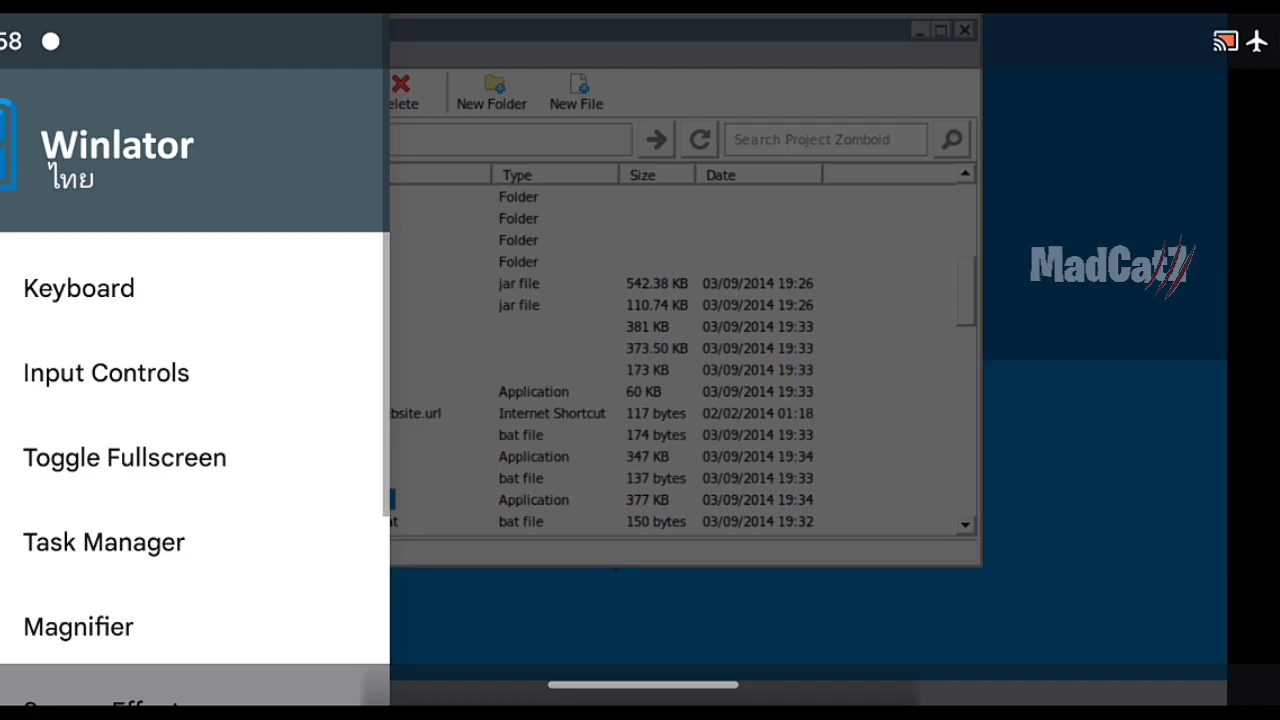 58
Winlator
ไทย
Keyboard
Input Controls
Toggle Fullscreen
Task Manager
Magnifier
elete
New Folder
New File
Search Project Zomboid
Type Size Date
Folder
Folder
Folder
Folder
jar file 542.38 KB 03/09/2014 19:26
jar file 110.74 KB 03/09/2014 19:26
381 KB 03/09/2014 19:33
373.50 KB 03/09/2014 19:33
173 KB 03/09/2014 19:33
Application 60 KB 03/09/2014 19:33
bsite.url Internet Shortcut 117 bytes 02/02/2014 01:18
bat file 174 bytes 03/09/2014 19:33
Application 347 KB 03/09/2014 19:34
bat file 137 bytes 03/09/2014 19:33
Application 377 KB 03/09/2014 19:34
at bat file 150 bytes 03/09/2014 19:32
MadCatZ